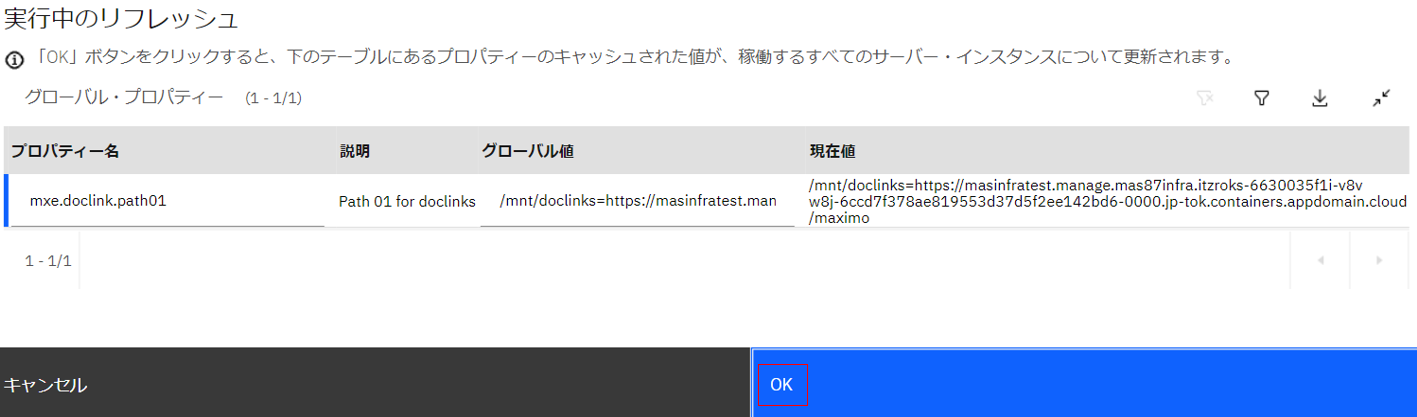 実行中のリフレッシュ
「OK」ボタンをクリックすると、下のテーブルにあるプロパティーのキャッシュされた値が、稼働するすべてのサーバー・インスタンスについて更新されます。
グローバル・プロパティー (1 - 1/1)
プロパティー名 説明 グローバル値 現在値
mxe.doclink.path01 Path 01 for doclinks /mnt/doclinks=https://masinfratest.man /mnt/doclinks=https://masinfratest.manage.mas87infra.itzroks-6630035f1i-v8v
w8j-6ccd7f378ae819553d37d5f2ee142bd6-0000.jp-tok.containers.appdomain.cloud
/maximo
1 - 1/1
キャンセル OK